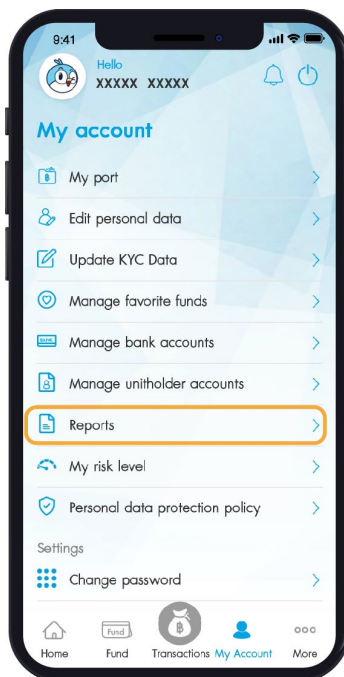 9:41
Hello
XXXXX XXXXX
My account
฿
My port
Edit personal data
Update KYC Data
Manage favorite funds
BANK
Manage bank accounts
Manage unitholder accounts
Reports
My risk level
Personal data protection policy
Settings
Change password
Fund
฿
Home Fund Transactions My Account More